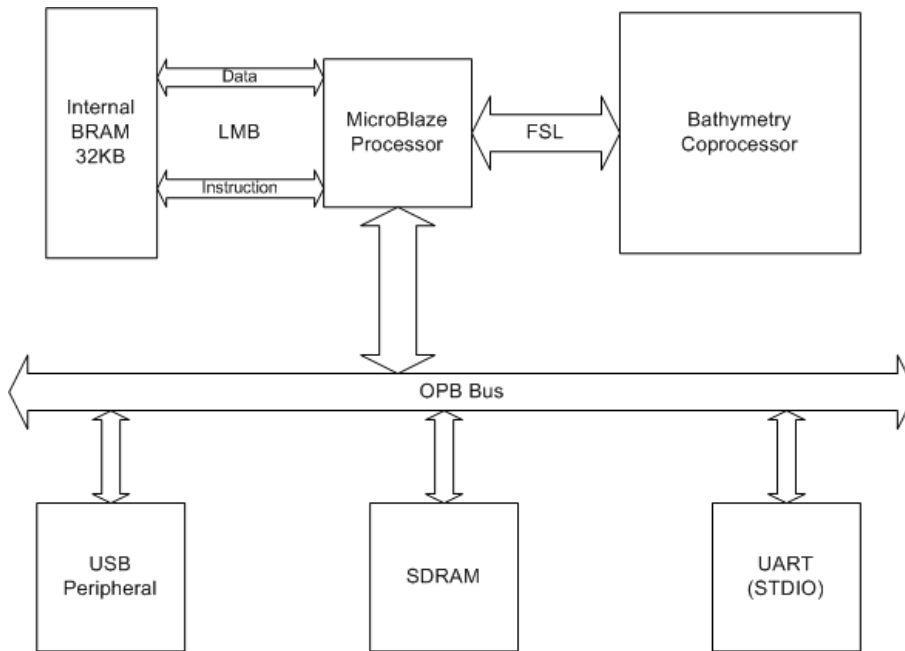 Internal
BRAM
32KB
Data
LMB
Instruction
MicroBlaze
Processor
FSL
Bathymetry
Coprocessor
OPB Bus
USB
Peripheral
SDRAM
UART
(STDIO)